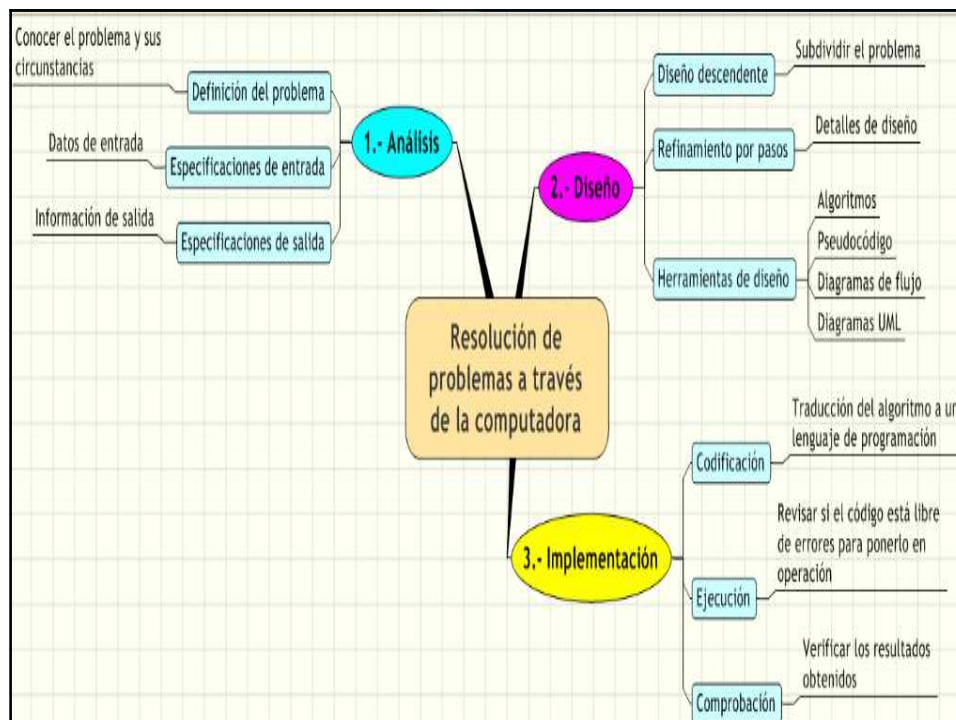 Conocer el problema y sus
circunstancias
Definición del problema
Datos de entrada
Especificaciones de entrada
Información de salida
Especificaciones de salida
1.- Análisis
2.- Diseño
Diseño descendente
Subdividir el problema
Refinamiento por pasos
Detalles de diseño
Herramientas de diseño
Algoritmos
Pseudocódigo
Diagramas de flujo
Diagramas UML
Resolución de
problemas a través
de la computadora
3.- Implementación
Codificación
Traducción del algoritmo a un
lenguaje de programación
Ejecución
Revisar si el código está libre
de errores para ponerlo en
operación
Comprobación
Verificar los resultados
obtenidos